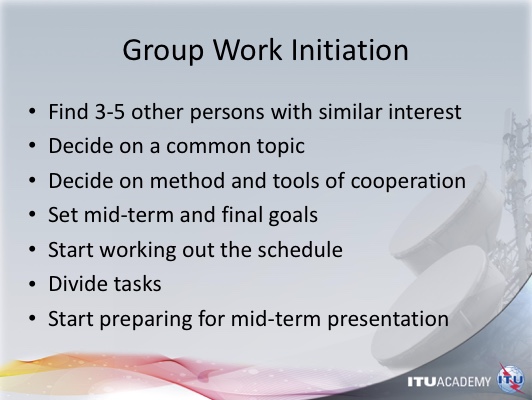 Group Work Initiation
• Find 3-5 other persons with similar interest
• Decide on a common topic
• Decide on method and tools of cooperation
• Set mid-term and final goals
• Start working out the schedule
• Divide tasks
• Start preparing for mid-term presentation
ITUACADEMY ITU